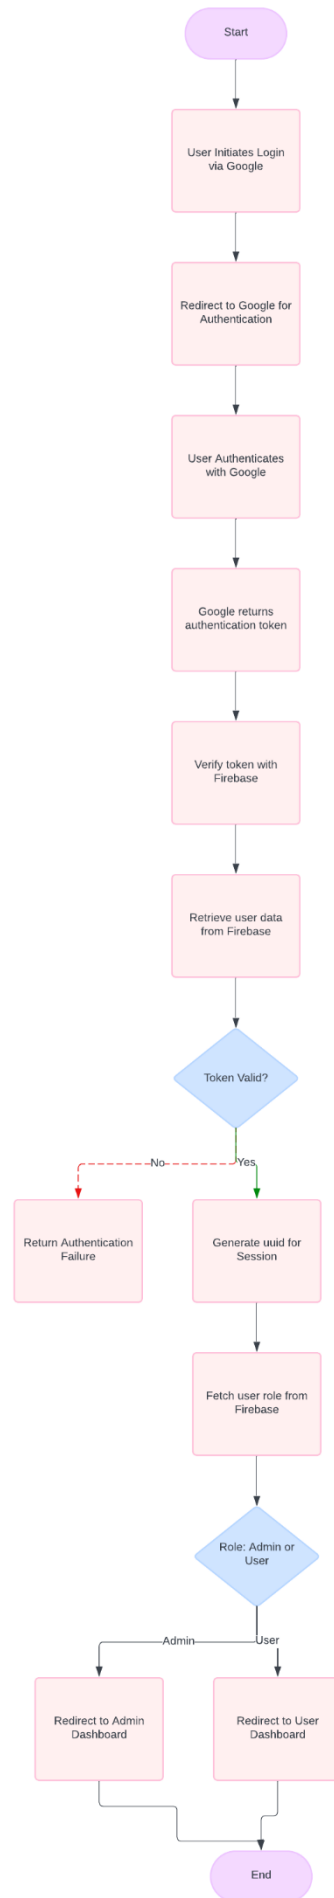 Start
User Initiates Login
via Google
Redirect to Google for
Authentication
User Authenticates
with Google
Google returns
authentication token
Verify token with
Firebase
Retrieve user data
from Firebase
Token Valid?
No
Yes
Return Authentication
Failure
Generate uuid for
Session
Fetch user role from
Firebase
Role: Admin or
User
Admin
User
Redirect to Admin
Dashboard
Redirect to User
Dashboard
End